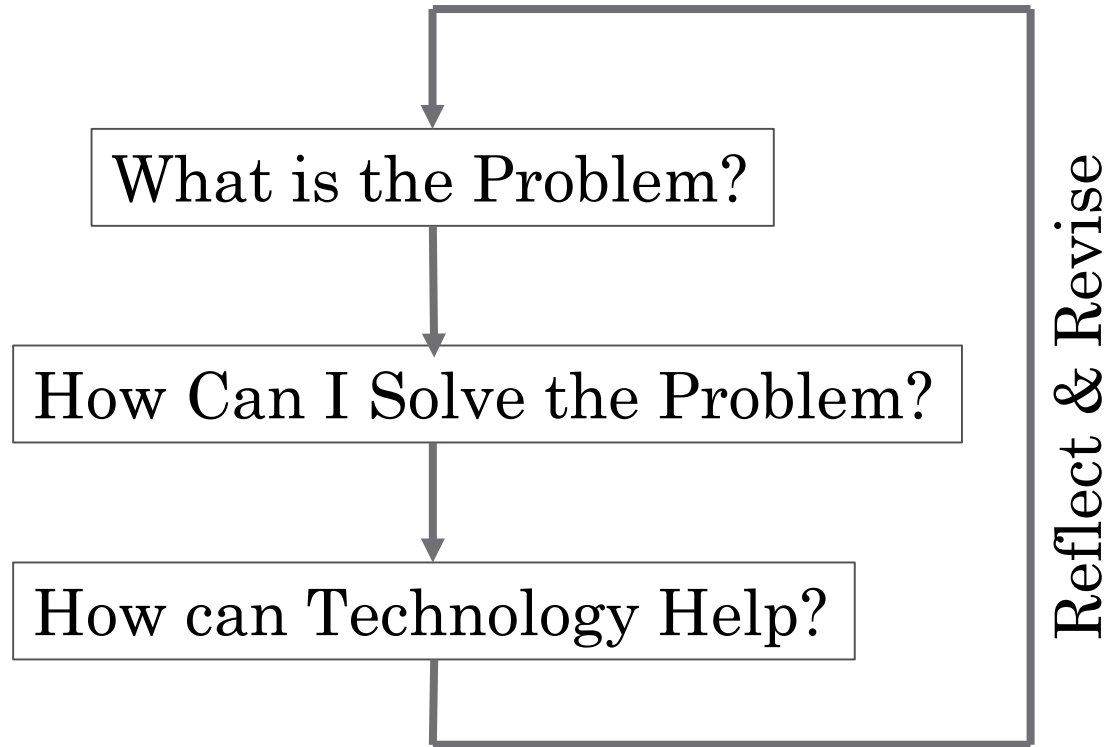 What is the Problem?
How Can I Solve the Problem?
How can Technology Help?
Reflect & Revise